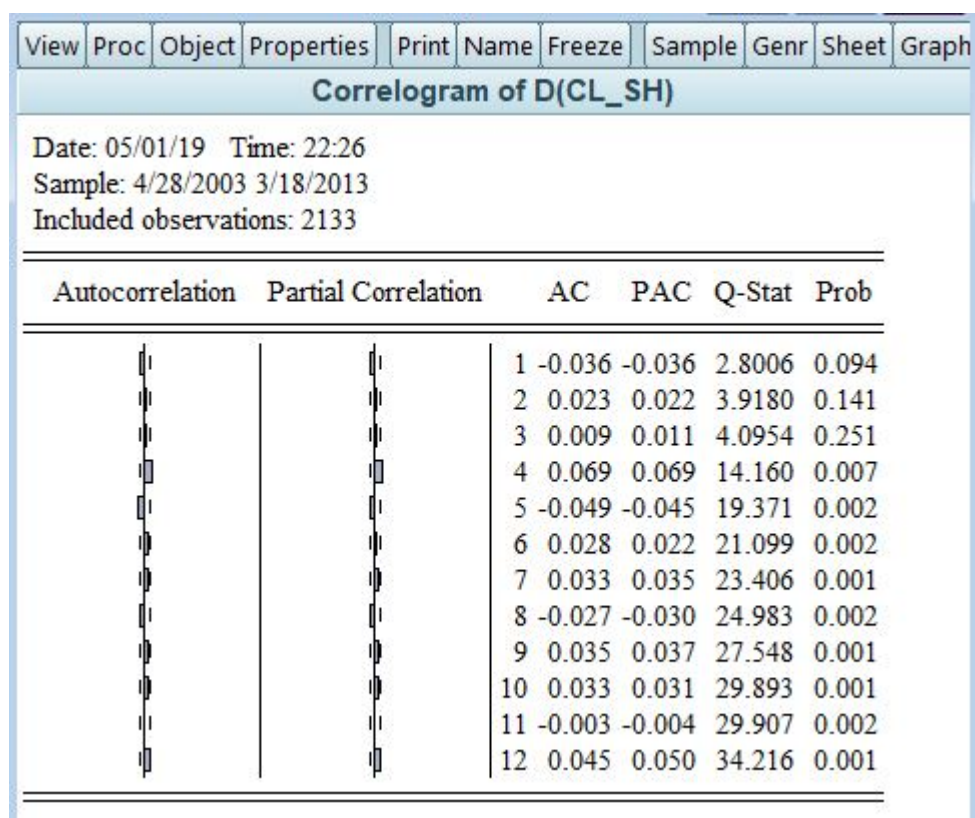 View Proc Object Properties Print Name Freeze Sample Genr Sheet Graph
Correlogram of D(CL_SH)
Date: 05/01/19 Time: 22:26
Sample: 4/28/2003 3/18/2013
Included observations: 2133
Autocorrelation Partial Correlation AC PAC Q-Stat Prob
1 -0.036 -0.036 2.8006 0.094
2 0.023 0.022 3.9180 0.141
3 0.009 0.011 4.0954 0.251
4 0.069 0.069 14.160 0.007
5 -0.049 -0.045 19.371 0.002
6 0.028 0.022 21.099 0.002
7 0.033 0.035 23.406 0.001
8 -0.027 -0.030 24.983 0.002
9 0.035 0.037 27.548 0.001
10 0.033 0.031 29.893 0.001
11 -0.003 -0.004 29.907 0.002
12 0.045 0.050 34.216 0.001